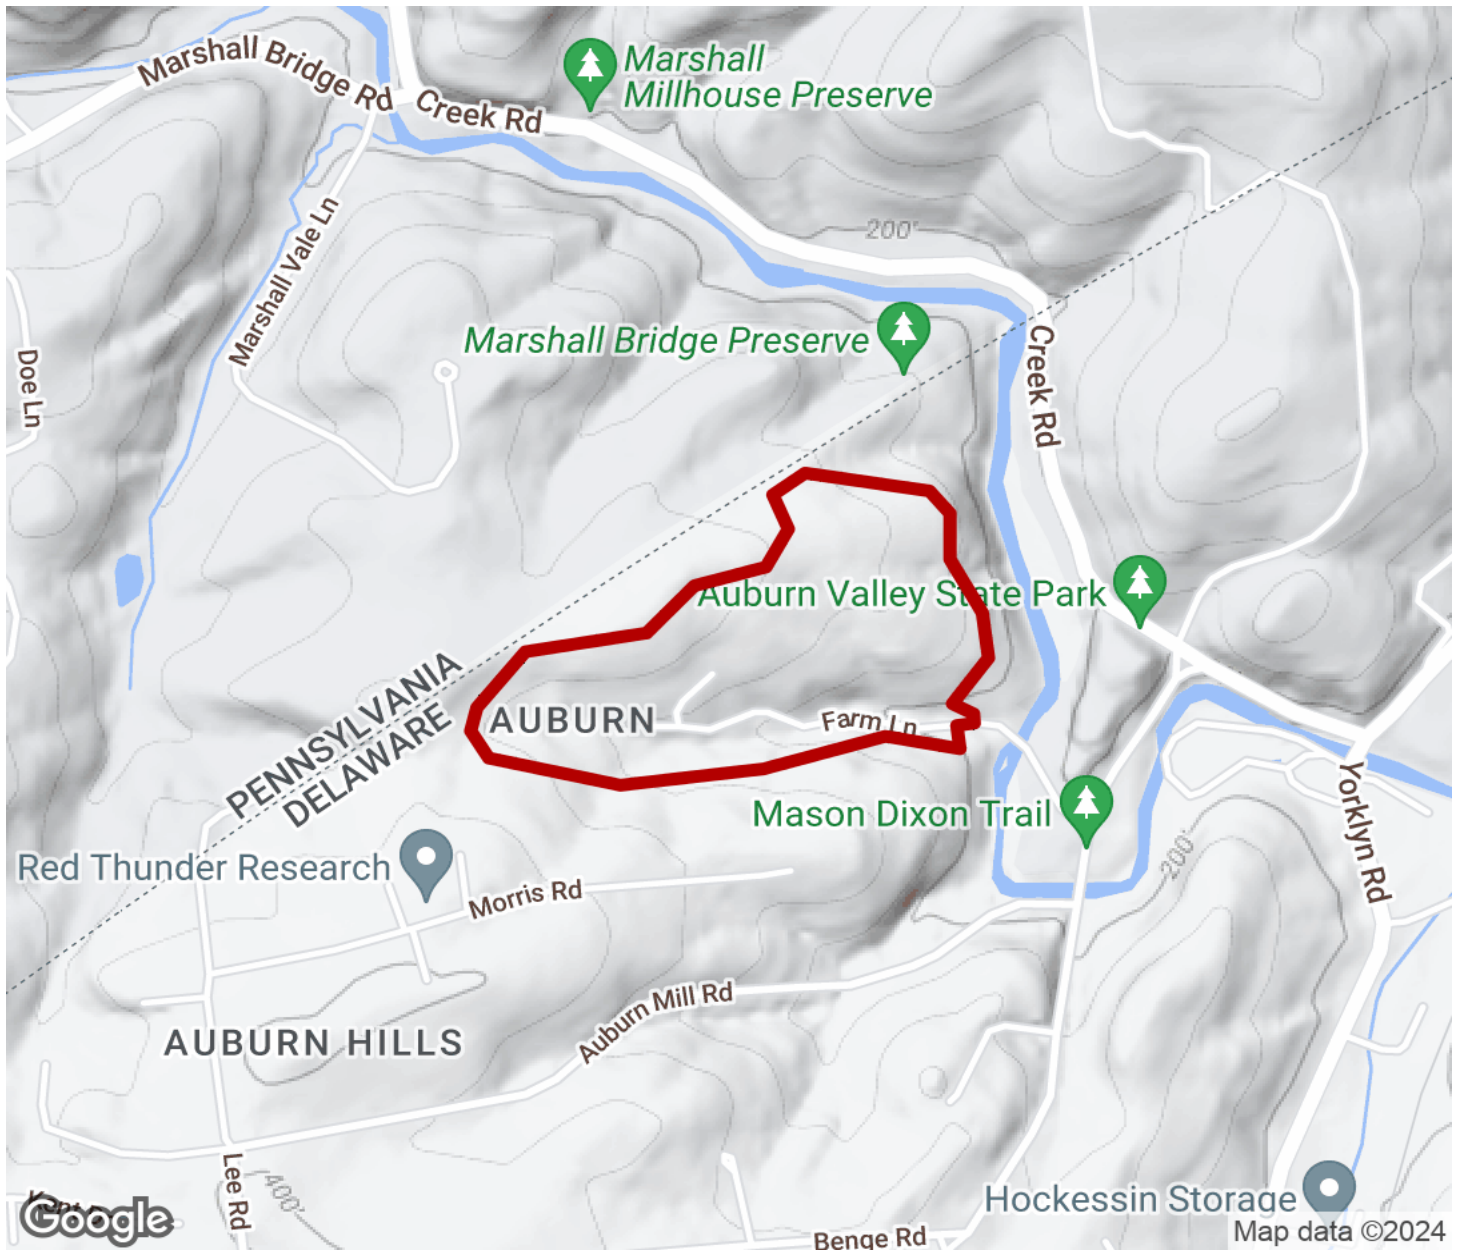 Marshall Bridge Rd
Creek Rd
Marshall
Millhouse Preserve
200'
Marshall Vale Ln
Marshall Bridge Preserve
Creek Rd
Doe Ln
Auburn Valley State Park
PENNSYLVANIA
DELAWARE
AUBURN
Farm Ln
Mason Dixon Trail
Yorklyn Rd
200'
Red Thunder Research
Morris Rd
AUBURN HILLS
Auburn Mill Rd
Lee Rd
400'
Hockessin Storage
Google
Map data ©2024
Benge Rd